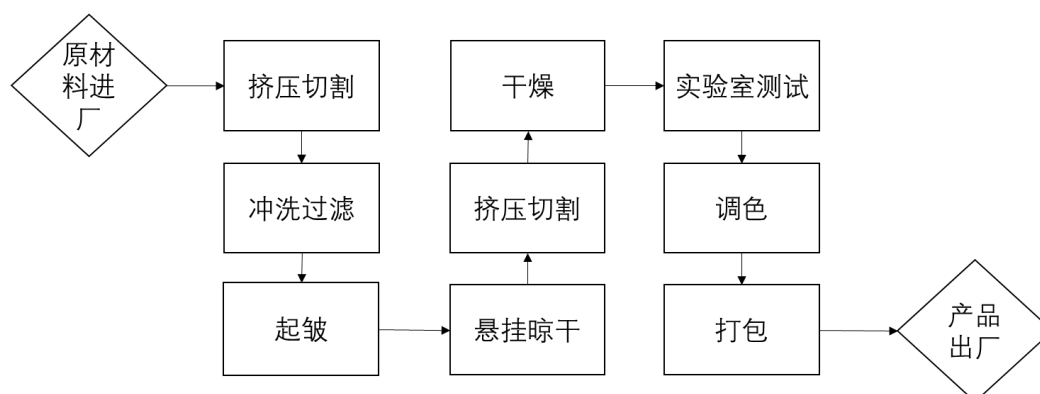 原材
料进
厂
挤压切割
冲洗过滤
起皱
悬挂晾干
挤压切割
干燥
实验室测试
调色
打包
产品
出厂